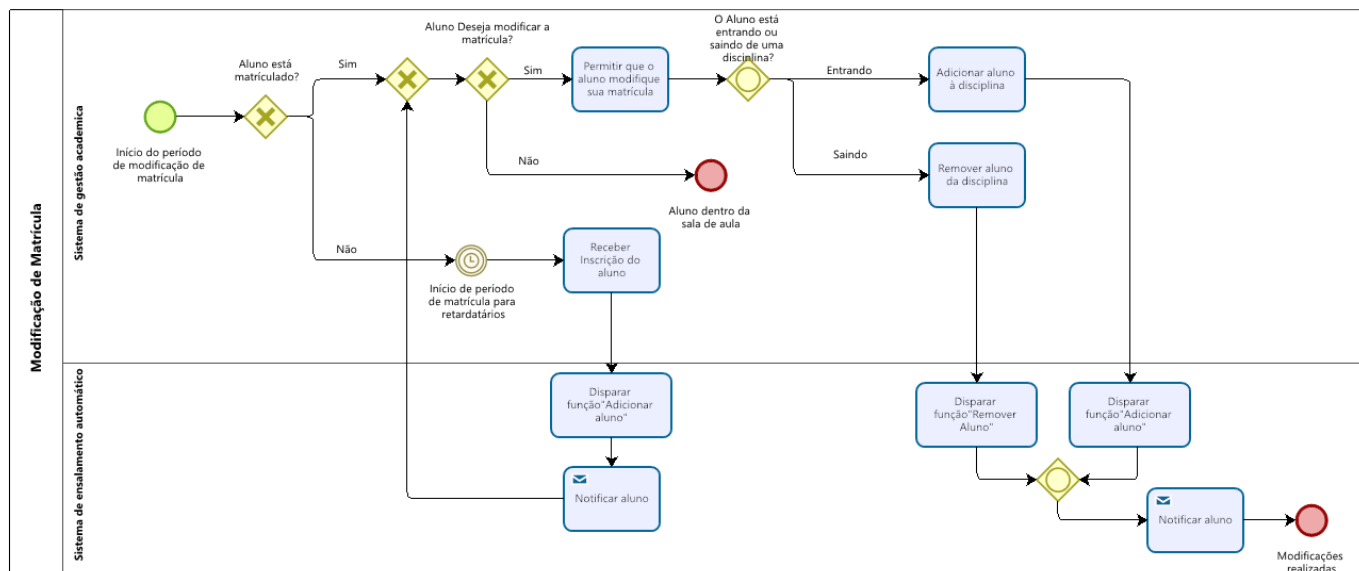 Modificação de Matrícula
Sistema de gestão academica
Início do período
de modificação de
matrícula
Aluno está
matrículado?
Sim
Não
Aluno Deseja modificar a
matrícula?
Sim
Não
Permitir que o
aluno modifique
sua matrícula
O Aluno está
entrando ou
saindo de uma
disciplina?
Entrando
Saindo
Adicionar aluno
à disciplina
Remover aluno
da disciplina
Aluno dentro da
sala de aula
Início de período
de matrícula para
retardatários
Receber
Inscrição do
aluno
Sistema de ensalamento automático
Disparar
função"Adicionar
aluno"
Notificar aluno
Disparar
função"Remover
Aluno"
Disparar
função"Adicionar
aluno"
Notificar aluno
Modificações
realizadas